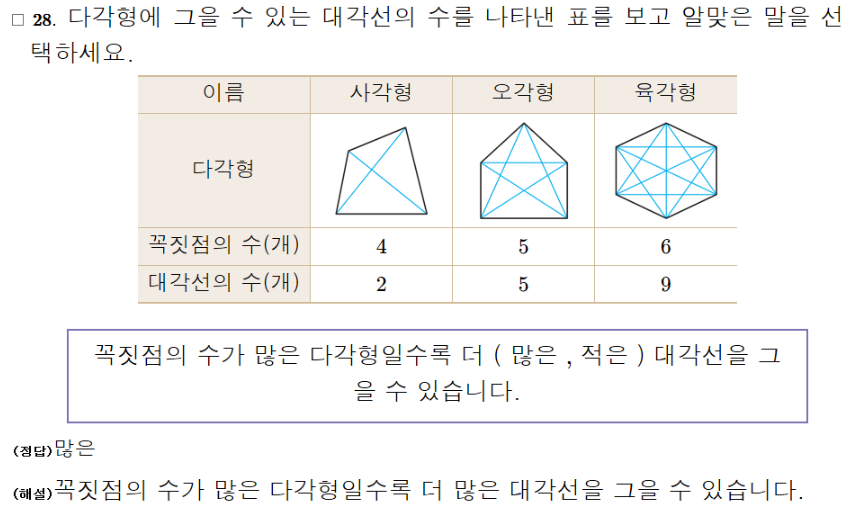 □ 28. 다각형에 그을 수 있는 대각선의 수를 나타낸 표를 보고 알맞은 말을 선
택하세요.
이름 사각형 오각형 육각형
다각형
꼭짓점의 수(개) 4 5 6
대각선의 수(개) 2 5 9
꼭짓점의 수가 많은 다각형일수록 더 ( 많은 , 적은 ) 대각선을 그
을 수 있습니다.
(정답)많은
(해설)꼭짓점의 수가 많은 다각형일수록 더 많은 대각선을 그을 수 있습니다.